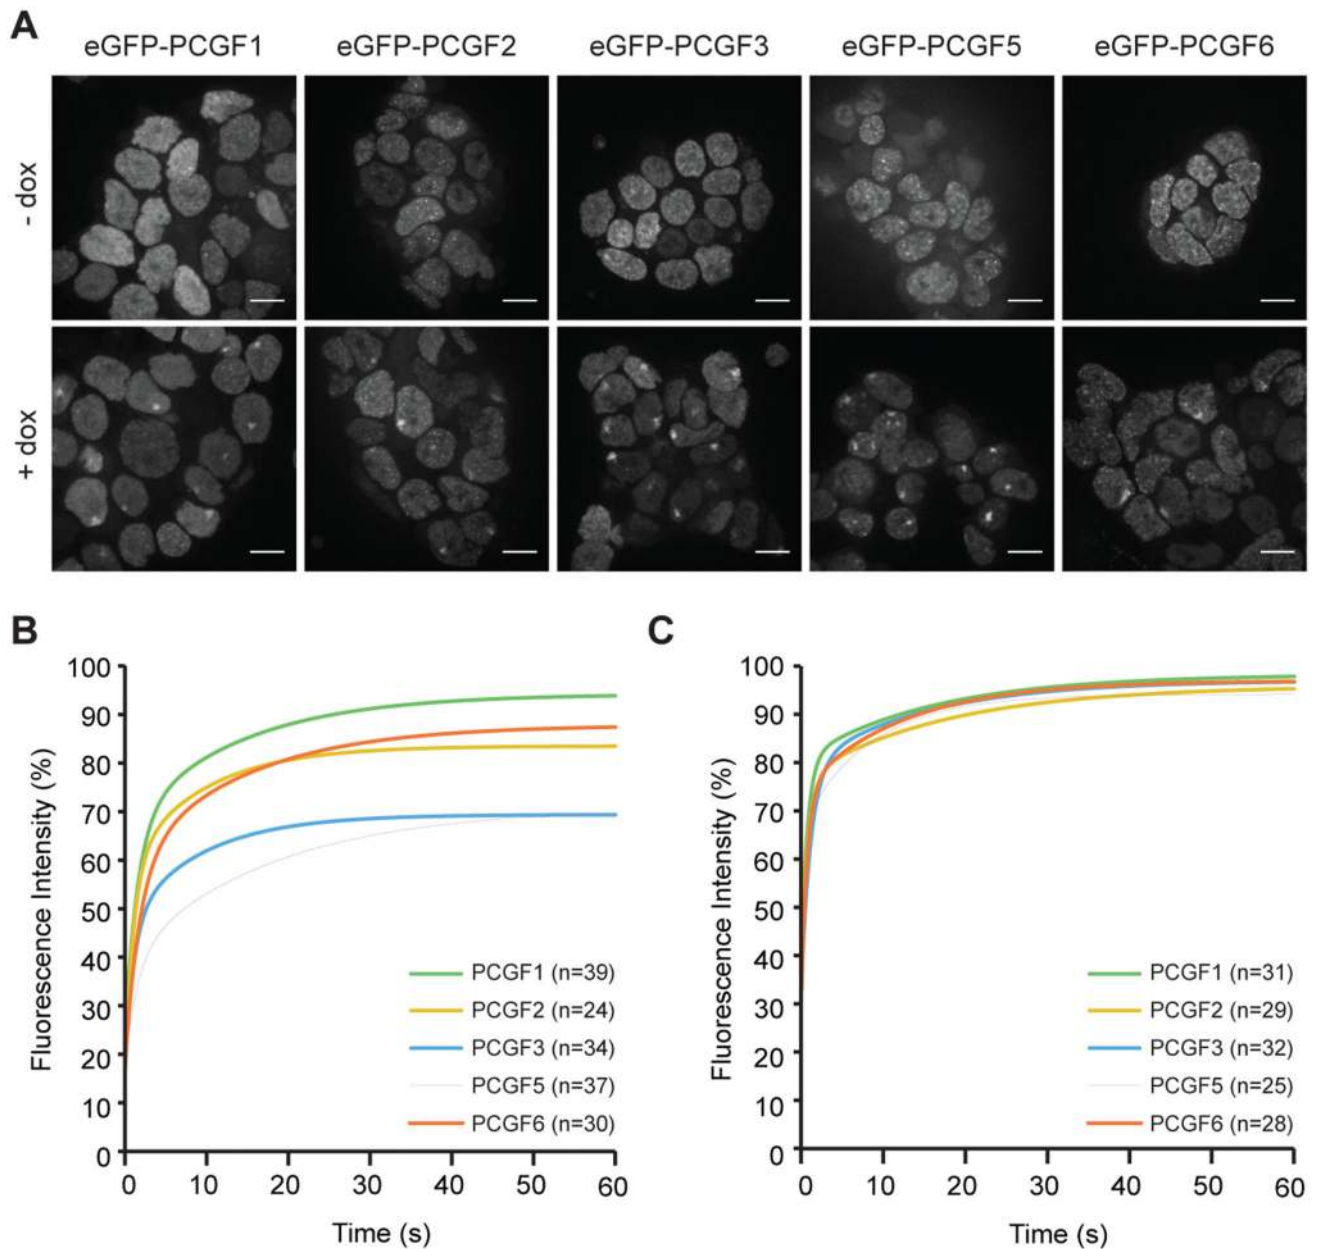 A
eGFP-PCGF1 eGFP-PCGF2 eGFP-PCGF3 eGFP-PCGF5 eGFP-PCGF6
- dox
+ dox
B
Fluorescence Intensity (%)
100
90
80
70
60
50
40
30
20
10
0
PCGF1 (n=39)
PCGF2 (n=24)
PCGF3 (n=34)
PCGF5 (n=37)
PCGF6 (n=30)
0 10 20 30 40 50 60
Time (s)
C
Fluorescence Intensity (%)
100
90
80
70
60
50
40
30
20
10
0
PCGF1 (n=31)
PCGF2 (n=29)
PCGF3 (n=32)
PCGF5 (n=25)
PCGF6 (n=28)
0 10 20 30 40 50 60
Time (s)